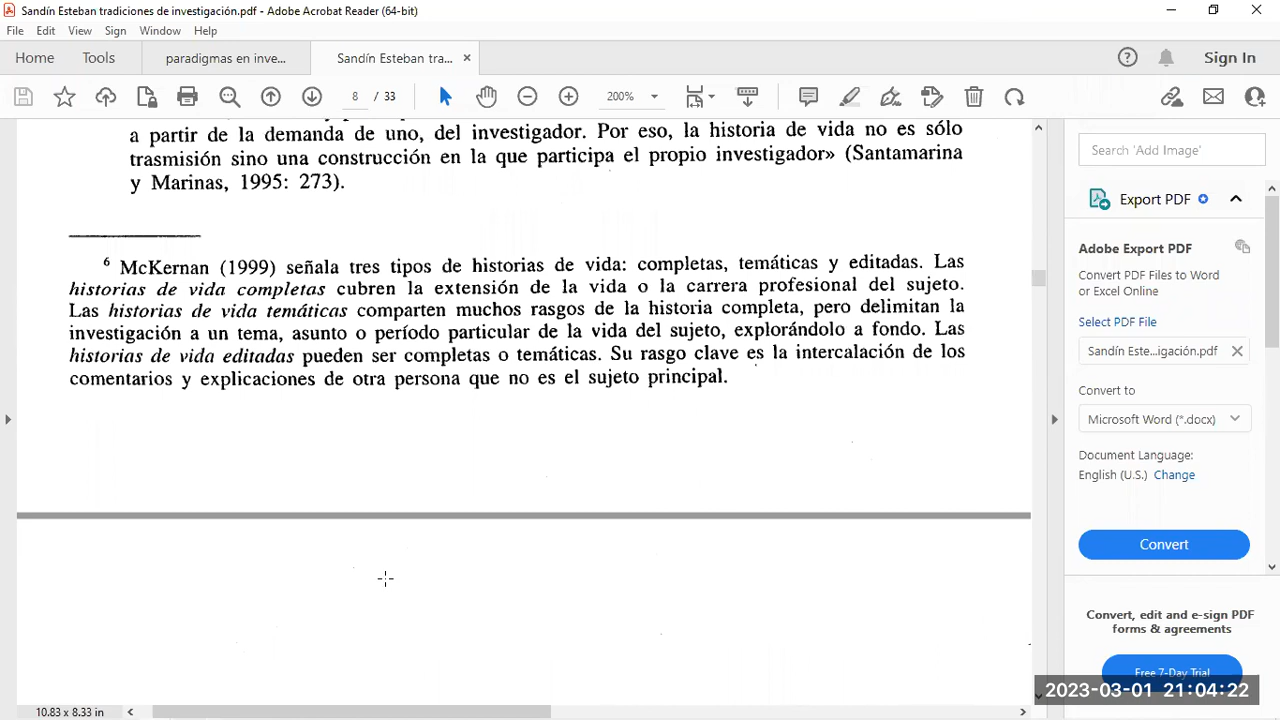 Sandín Esteban tradiciones de investigación.pdf - Adobe Acrobat Reader (64-bit)
File Edit View Sign Window Help
Home Tools paradigmas en inve... Sandín Esteban tra... × Sign In
8 / 33 200%
a partir de la demanda de uno, del investigador. Por eso, la historia de vida no es sólo
trasmisión sino una construcción en la que participa el propio investigador» (Santamarina
y Marinas, 1995: 273).
6 McKernan (1999) señala tres tipos de historias de vida: completas, temáticas y editadas. Las
historias de vida completas cubren la extensión de la vida o la carrera profesional del sujeto.
Las historias de vida temáticas comparten muchos rasgos de la historia completa, pero delimitan la
investigación a un tema, asunto o período particular de la vida del sujeto, explorándolo a fondo. Las
historias de vida editadas pueden ser completas o temáticas. Su rasgo clave es la intercalación de los
comentarios y explicaciones de otra persona que no es el sujeto principal.
10.83 x 8.33 in
Search 'Add Image'
Export PDF
Adobe Export PDF
Convert PDF Files to Word
or Excel Online
Select PDF File
Sandín Este...igación.pdf
Convert to
Microsoft Word (*.docx)
Document Language:
English (U.S.) Change
Convert
Convert, edit and e-sign PDF
forms & agreements
Free 7-Day Trial
2023-03-01 21:04:22